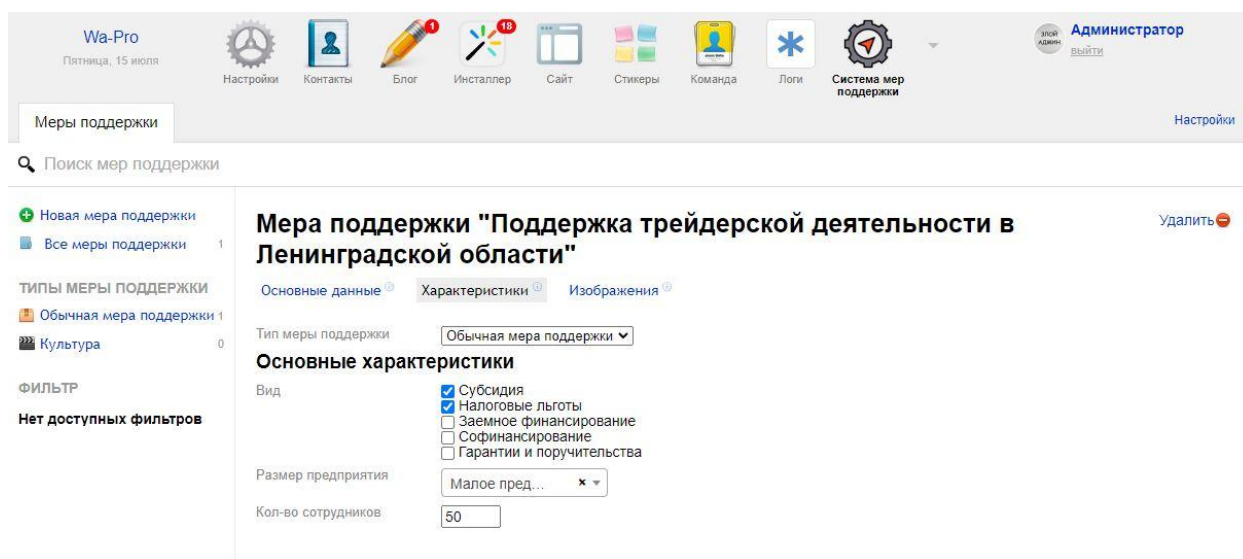 Wa-Pro
Пятница, 15 июля
Настройки
Контакты
1
Блог
18
Инсталлер
Сайт
Стикеры
Команда
Логи
Система мер
поддержки
ЗЛОЙ
АДМИН
Администратор
выйти
Меры поддержки
Настройки
Поиск мер поддержки
Новая мера поддержки
Все меры поддержки 1
ТИПЫ МЕРЫ ПОДДЕРЖКИ
Обычная мера поддержки 1
Культура 0
ФИЛЬТР
Нет доступных фильтров
Мера поддержки "Поддержка трейдерской деятельности в
Ленинградской области"
Удалить
Основные данные Характеристики Изображения
Тип меры поддержки Обычная мера поддержки
Основные характеристики
Вид
Субсидия
Налоговые льготы
Заемное финансирование
Софинансирование
Гарантии и поручительства
Размер предприятия Малое пред...
Кол-во сотрудников 50